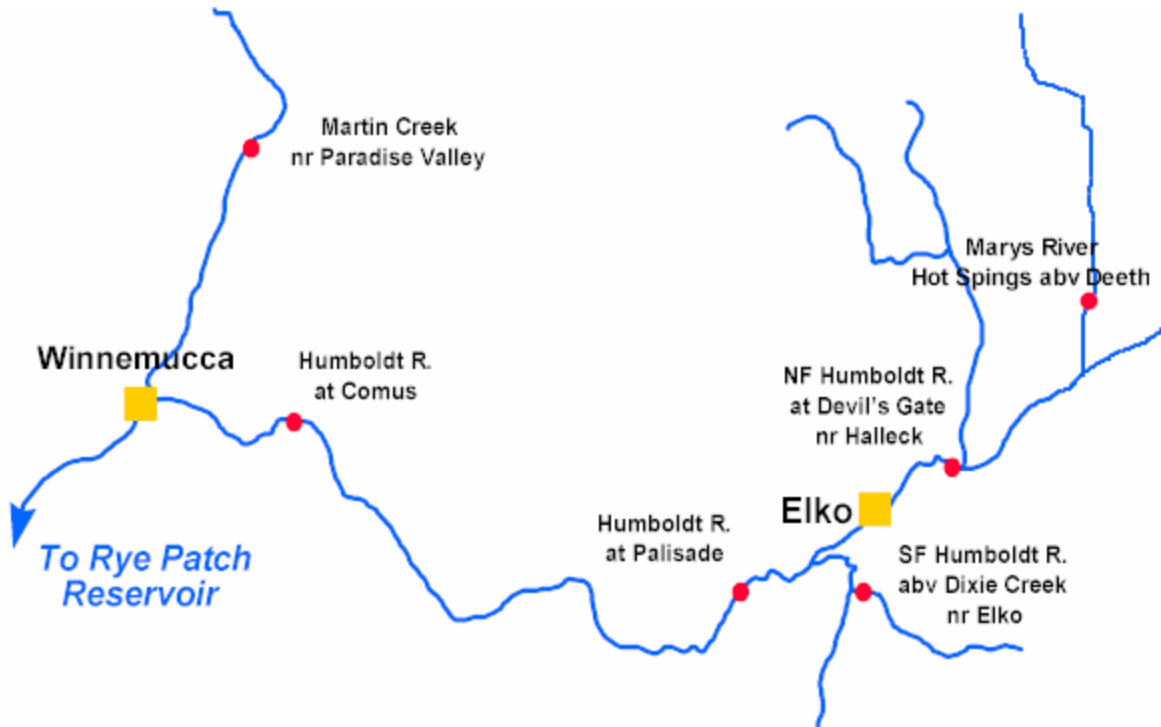 Martin Creek
nr Paradise Valley
Marys River
Hot Spings abv Deeth
Winnemucca
Humboldt R.
at Comus
NF Humboldt R.
at Devil's Gate
nr Halleck
Elko
Humboldt R.
at Palisade
SF Humboldt R.
abv Dixie Creek
nr Elko
To Rye Patch
Reservoir